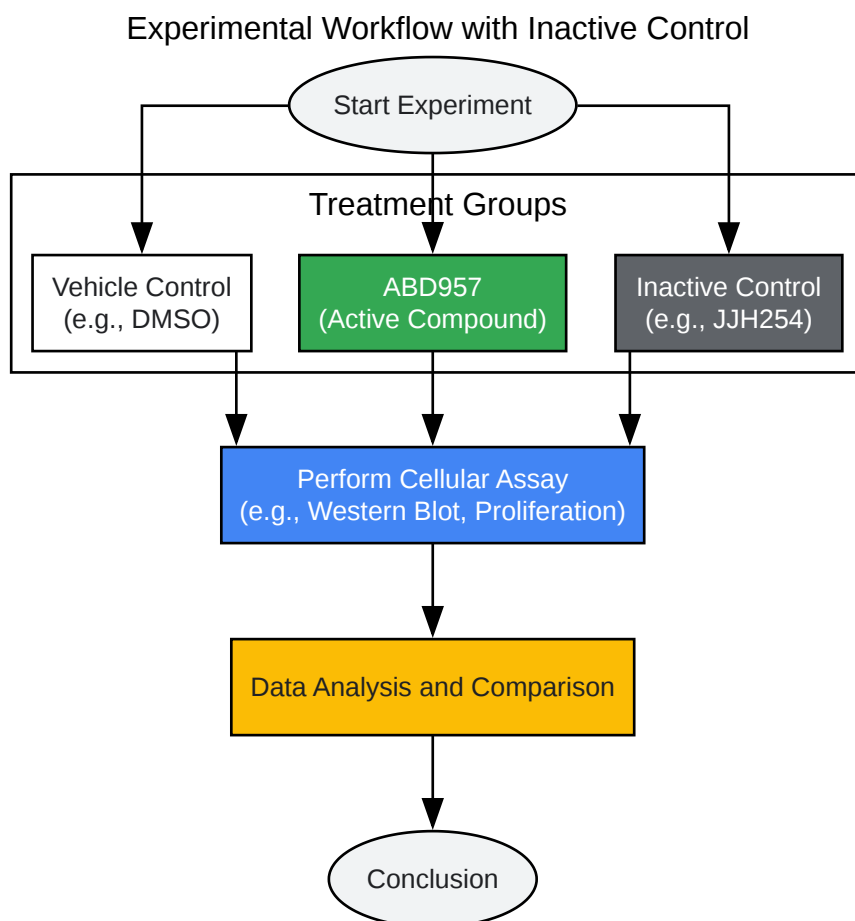 Experimental Workflow with Inactive Control
Start Experiment
Treatment Groups
Vehicle Control
(e.g., DMSO)
ABD957
(Active Compound)
Inactive Control
(e.g., JJH254)
Perform Cellular Assay
(e.g., Western Blot, Proliferation)
Data Analysis and Comparison
Conclusion